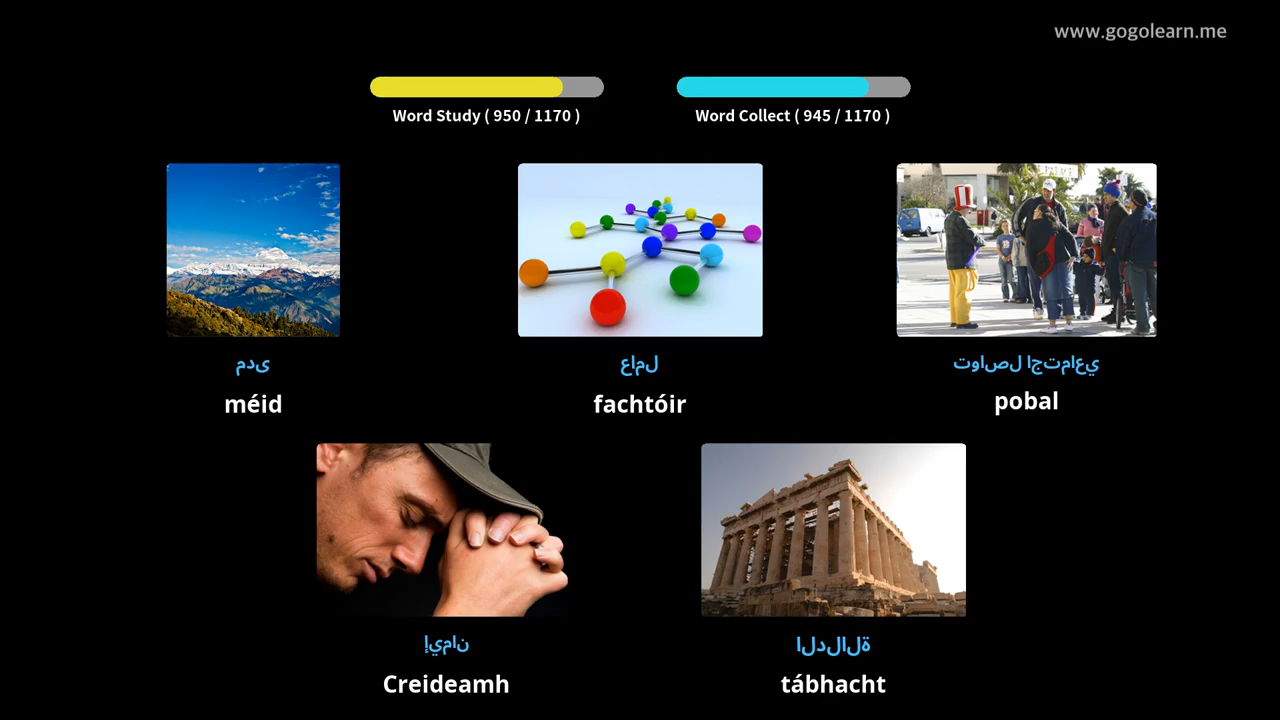 www.gogolearn.me
Word Study ( 950 / 1170 )
Word Collect ( 945 / 1170 )
مدى
عامل
تواصل اجتماعي
méid
fachtóir
pobal
إيمان
الدلالة
Creideamh
tábhacht